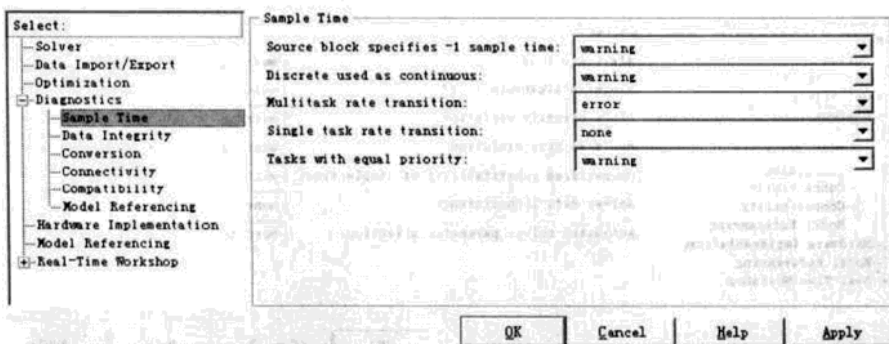 Select:
Solver
Data Import/Export
Optimization
Diagnostics
Sample Time
Data Integrity
Conversion
Connectivity
Compatibility
Model Referencing
Hardware Implementation
Model Referencing
Real-Time Workshop
Sample Time
Source block specifies -1 sample time: warning
Discrete used as continuous: warning
Multitask rate transition: error
Single task rate transition: none
Tasks with equal priority: warning
OK Cancel Help Apply